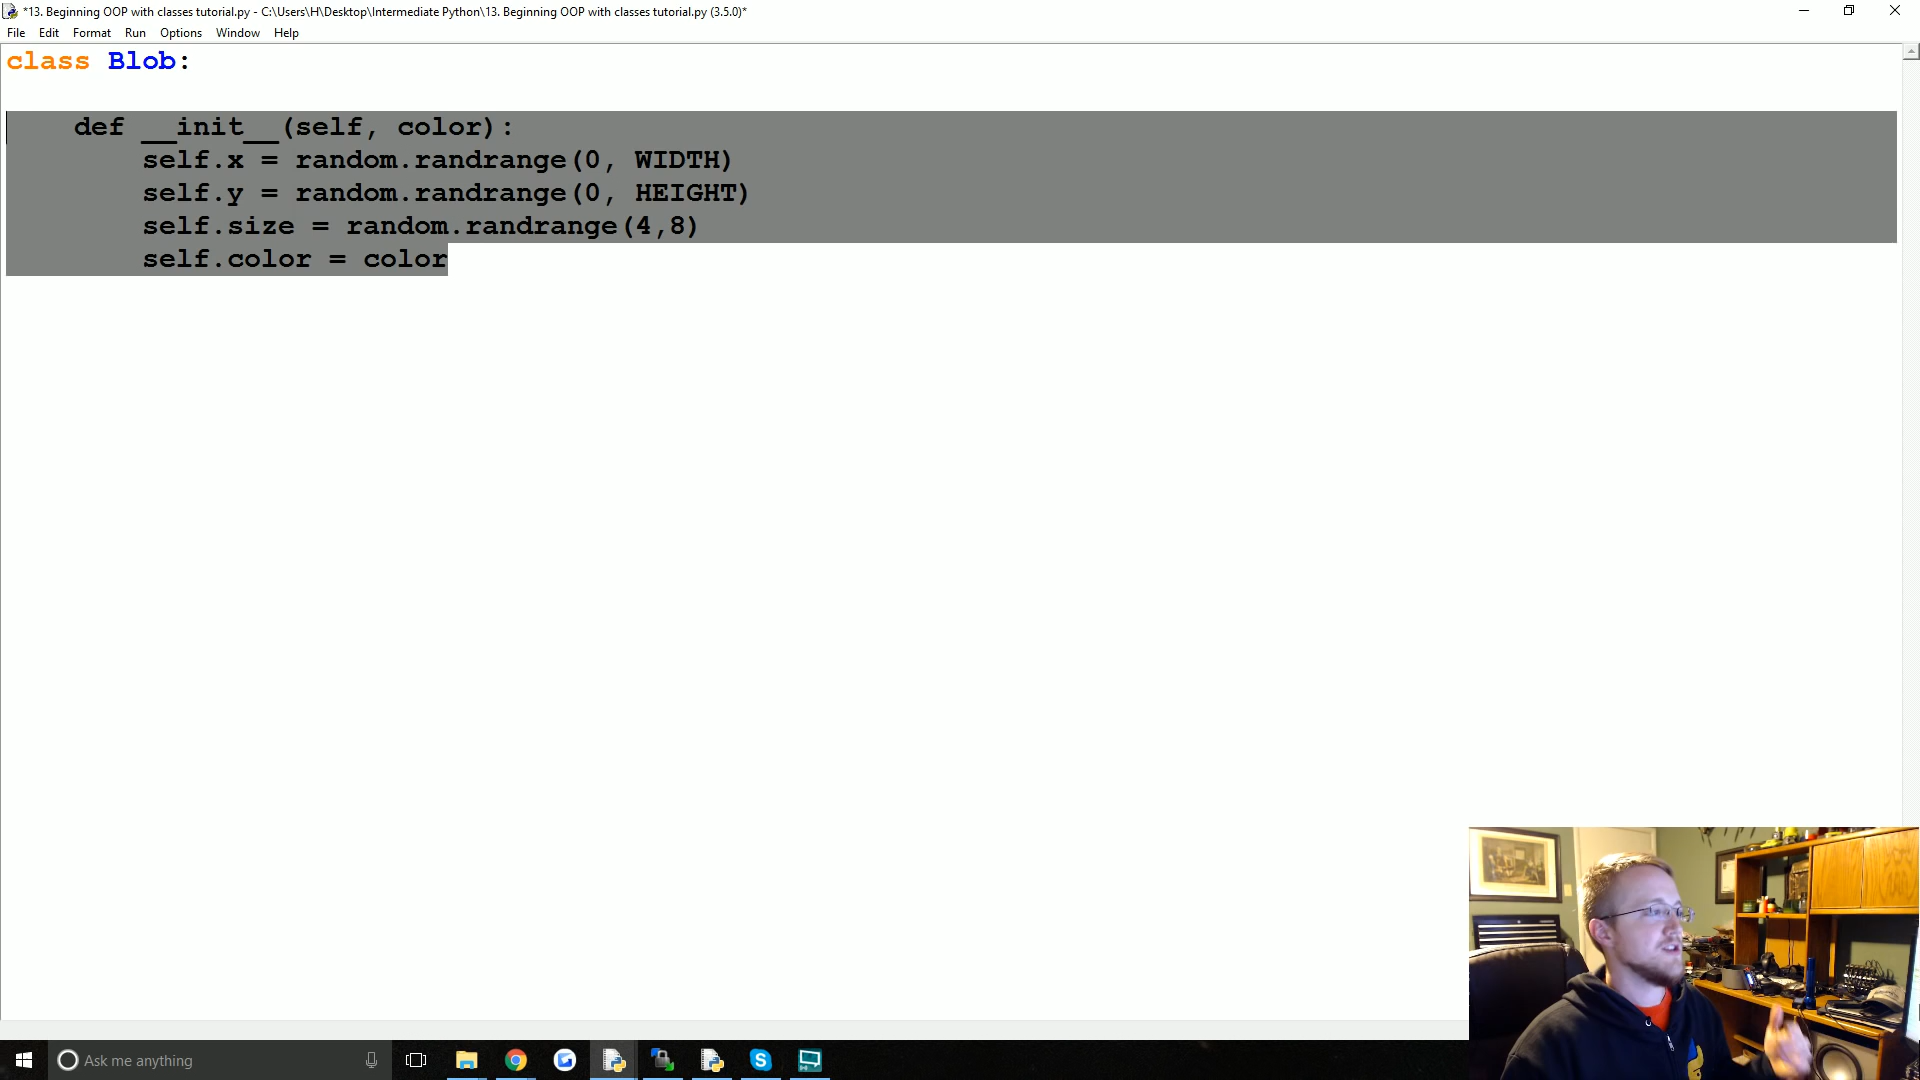 *13. Beginning OOP with classes tutorial.py - C:\Users\H\Desktop\Intermediate Python\13. Beginning OOP with classes tutorial.py (3.5.0)*
File Edit Format Run Options Window Help
class Blob:
def __init__(self, color):
self.x = random.randrange(0, WIDTH)
self.y = random.randrange(0, HEIGHT)
self.size = random.randrange(4,8)
self.color = color
Ask me anything